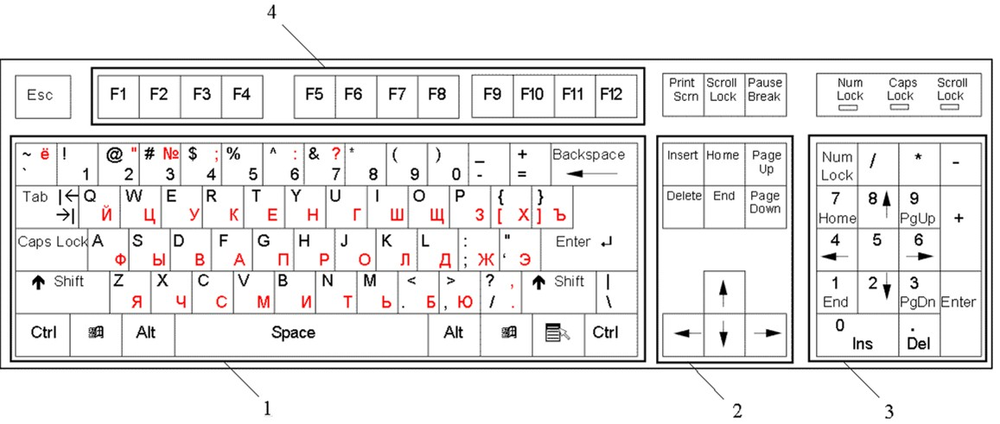 4
Esc F1 F2 F3 F4 F5 F6 F7 F8 F9 F10 F11 F12
Print Scrn
Scroll Lock
Pause Break
Num Lock
Caps Lock
Scroll Lock
~ ё ` ! 1 @ " 2 # № 3 $ ; 4 % 5 ^ : 6 & ? 7 * 8 ( 9 ) 0 _ - + = Backspace
Tab Q Й W Ц E У R К T Е Y Н U Г I Ш O Щ P З { [ Х } ] Ъ
Caps Lock A Ф S Ы D В F А G П H Р J О K Л L Д : ; Ж " ' Э Enter
Shift Z Я X Ч C С V М B И N Т M Ь < . Б > , Ю ? , / . Shift | \
Ctrl Alt Space Alt Ctrl
Insert Home Page Up
Delete End Page Down
Num Lock / * -
7 Home 8 9 PgUp +
4 5 6
1 End 2 3 PgDn Enter
0 Ins . Del
1 2 3